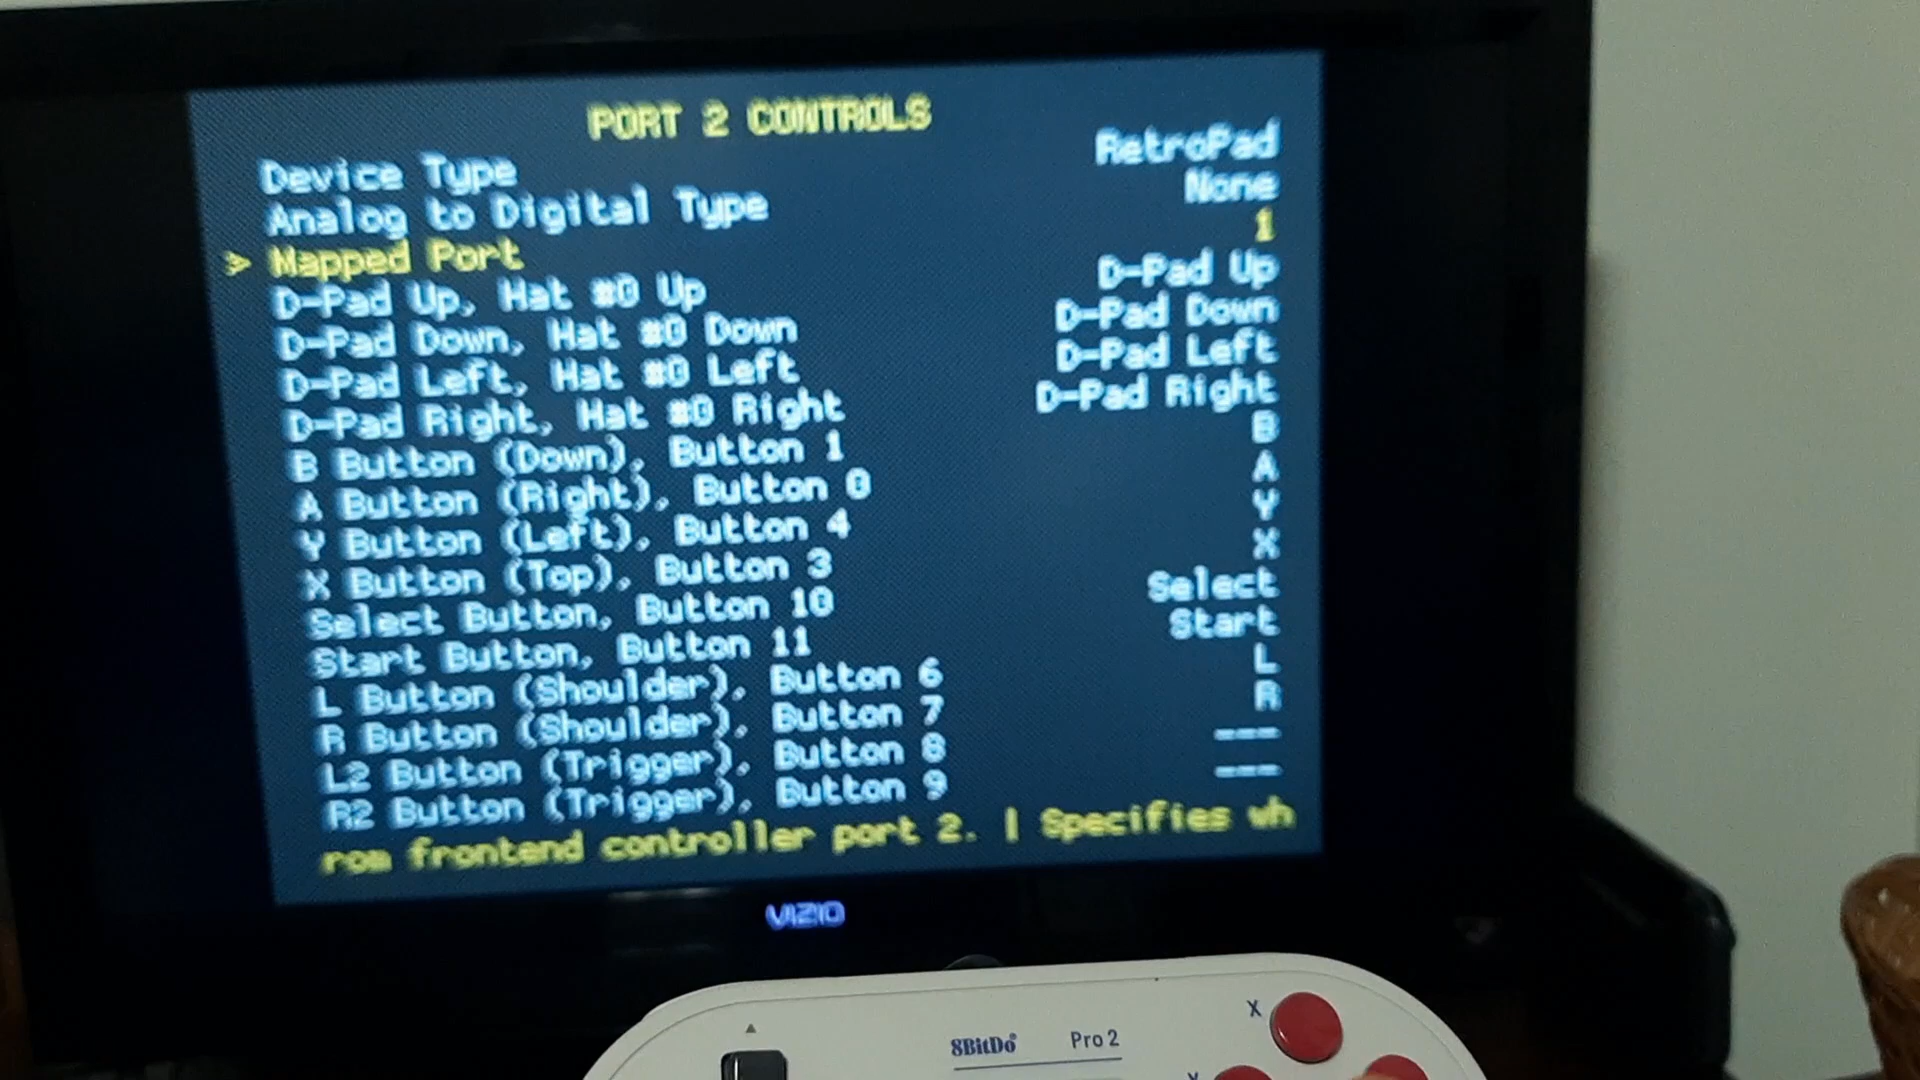 PORT 2 CONTROLS
Device Type RetroPad
Analog to Digital Type None
> Mapped Port 1
D-Pad Up, Hat #0 Up D-Pad Up
D-Pad Down, Hat #0 Down D-Pad Down
D-Pad Left, Hat #0 Left D-Pad Left
D-Pad Right, Hat #0 Right D-Pad Right
B Button (Down), Button 1 B
A Button (Right), Button 0 A
Y Button (Left), Button 4 Y
X Button (Top), Button 3 X
Select Button, Button 10 Select
Start Button, Button 11 Start
L Button (Shoulder), Button 6 L
R Button (Shoulder), Button 7 R
L2 Button (Trigger), Button 8 ---
R2 Button (Trigger), Button 9 ---
rom frontend controller port 2. | Specifies wh
VIZIO
X
8BitDo Pro 2